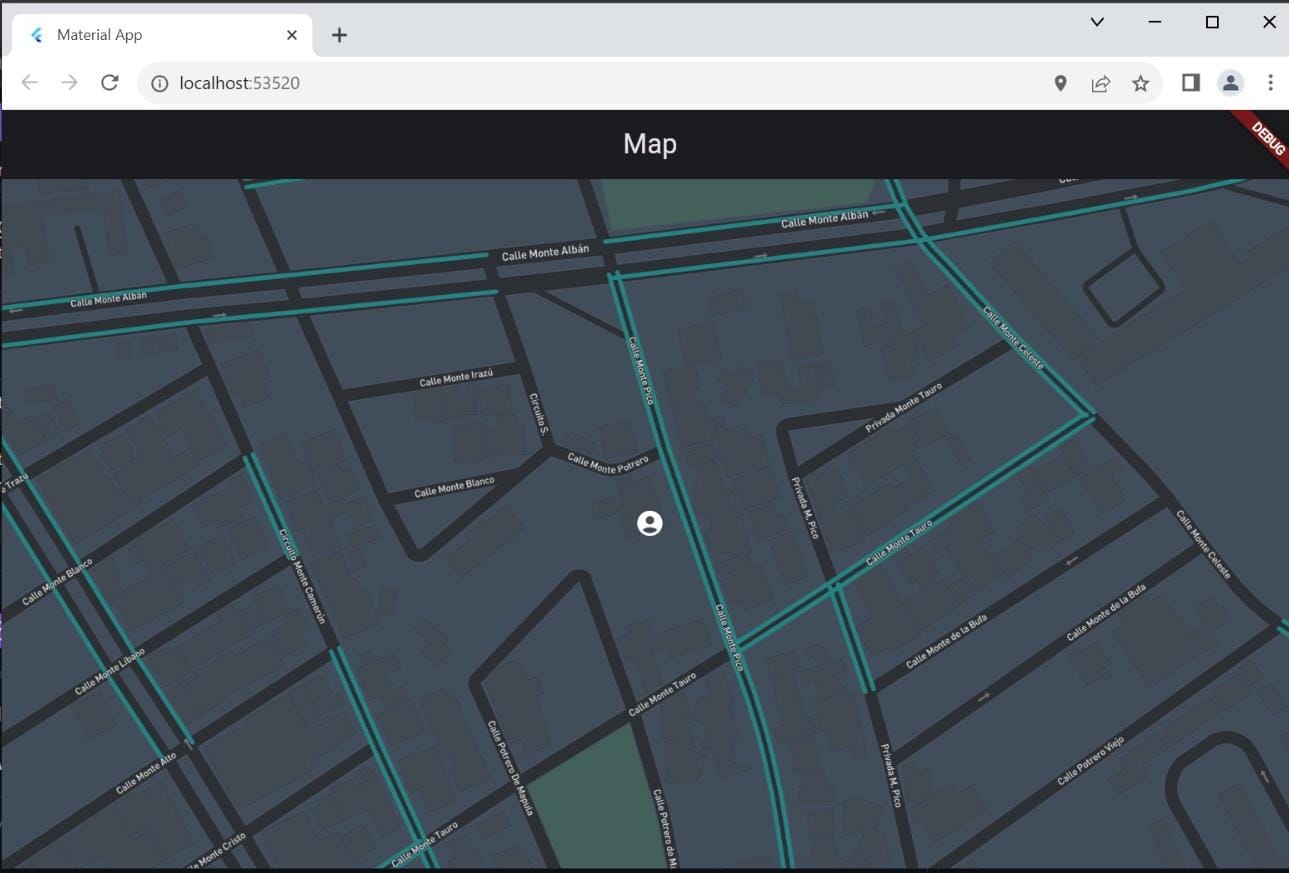 Material App
localhost:53520
Map
DEBUG
Calle Monte Albán
Calle Monte Albán
Calle Monte Albán
Calle Monte Pico
Calle Monte Celeste
Calle Monte Irazú
Circuito S.
Privada Monte Tauro
Calle Monte Potrero
Calle Monte Blanco
Privada M. Pico
Trazú
Calle Monte Tauro
Calle Monte Celeste
Circuito Monte Camerún
Calle Monte Blanco
Calle Monte de la Bufa
Calle Monte de la Bufa
Calle Monte Pico
Calle Monte Líbano
Calle Monte Tauro
Calle Potrero De Mapula
Calle Potrero Viejo
Privada M. Pico
Calle Monte Alto
Calle Potrero de
Calle Monte Tauro
Monte Cristo